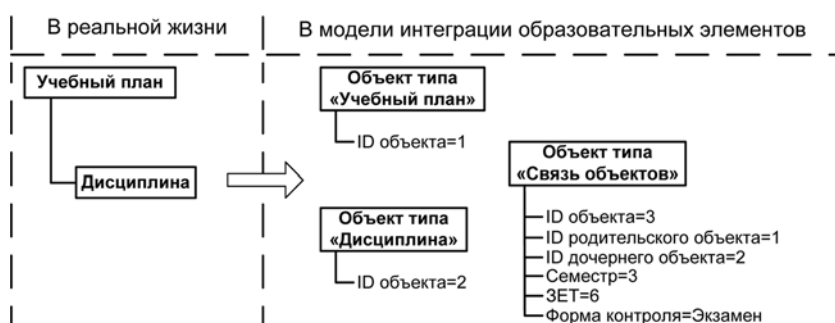 В реальной жизни
В модели интеграции образовательных элементов
Учебный план
Дисциплина
Объект типа
«Учебный план»
ID объекта=1
Объект типа
«Дисциплина»
ID объекта=2
Объект типа
«Связь объектов»
ID объекта=3
ID родительского объекта=1
ID дочернего объекта=2
Семестр=3
ЗЕТ=6
Форма контроля=Экзамен